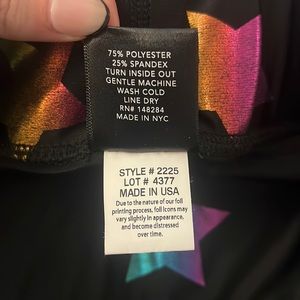 75% POLYESTER
25% SPANDEX
TURN INSIDE OUT
GENTLE MACHINE
WASH COLD
LINE DRY
RN# 148284
MADE IN NYC
STYLE # 2225
LOT # 4377
MADE IN USA
Due to the nature of our foil
printing process, foil icons may
vary slightly in appearance,
and become distressed
over time.